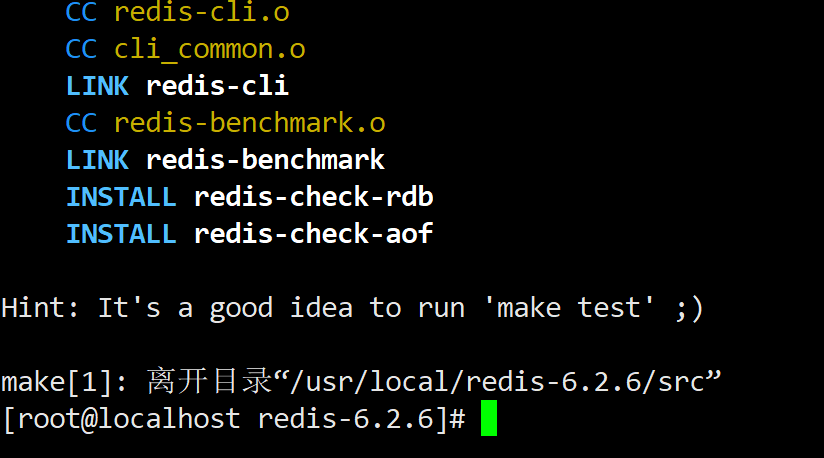 CC redis-cli.o
CC cli_common.o
LINK redis-cli
CC redis-benchmark.o
LINK redis-benchmark
INSTALL redis-check-rdb
INSTALL redis-check-aof
Hint: It's a good idea to run 'make test' ;)
make[1]: 离开目录“/usr/local/redis-6.2.6/src”
[root@localhost redis-6.2.6]#